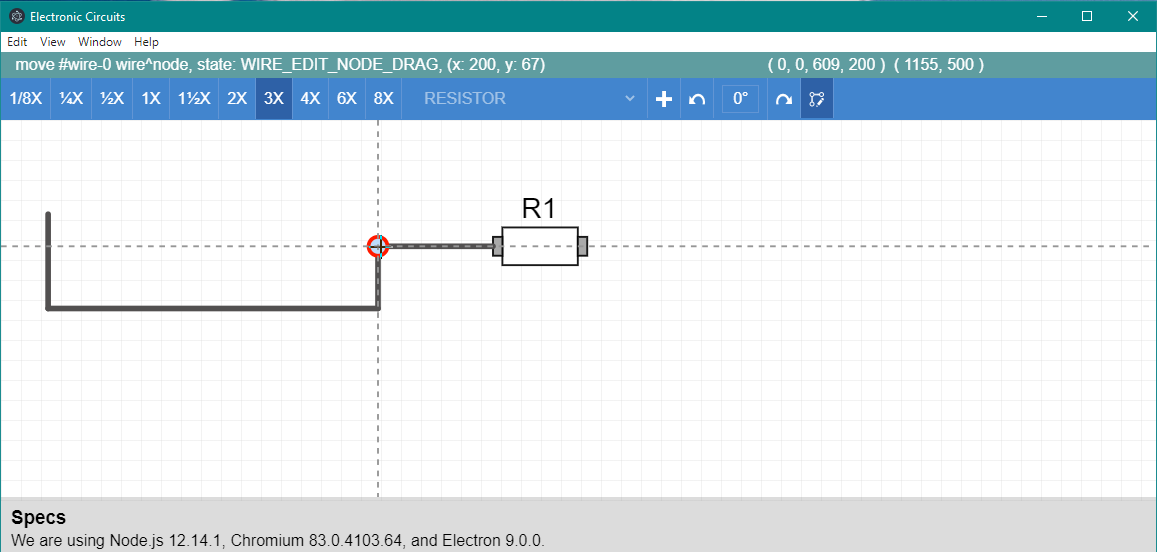 Electronic Circuits
Edit View Window Help
move #wire-0 wire^node, state: WIRE_EDIT_NODE_DRAG, (x: 200, y: 67) ( 0, 0, 609, 200 ) ( 1155, 500 )
1/8X ¼X ½X 1X 1½X 2X 3X 4X 6X 8X RESISTOR 0°
R1
Specs
We are using Node.js 12.14.1, Chromium 83.0.4103.64, and Electron 9.0.0.